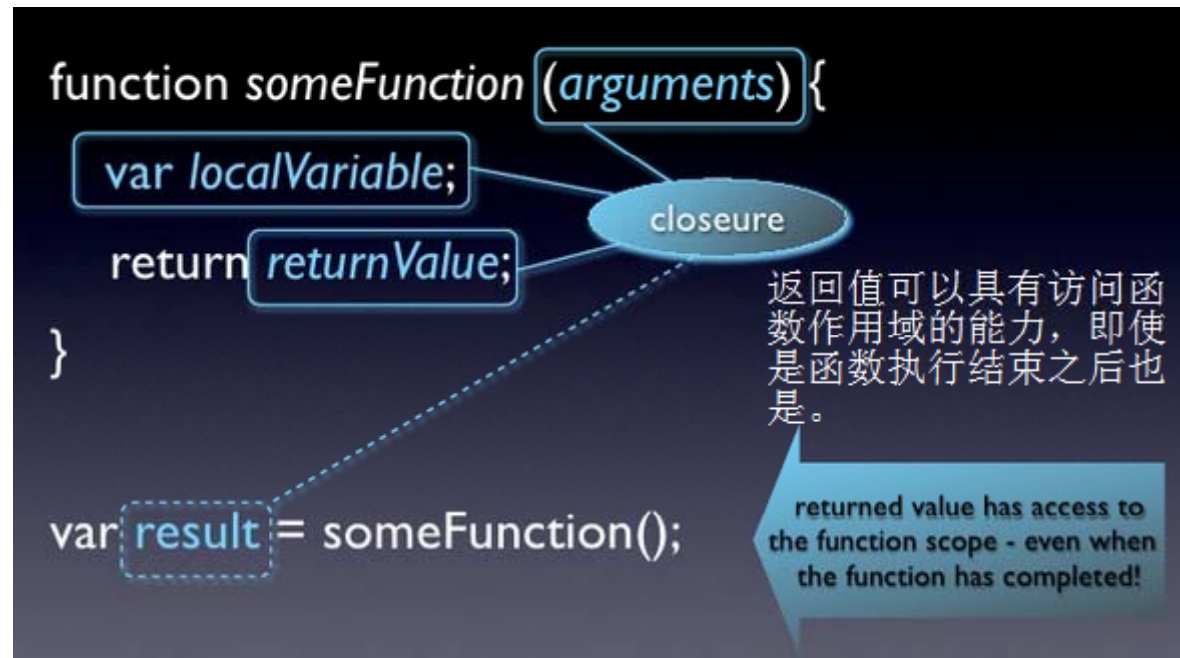 function someFunction (arguments) {
var localVariable;
closeure
return returnValue;
返回值可以具有访问函
数作用域的能力，即使
是函数执行结束之后也
是。
}
var result = someFunction();
returned value has access to
the function scope - even when
the function has completed!